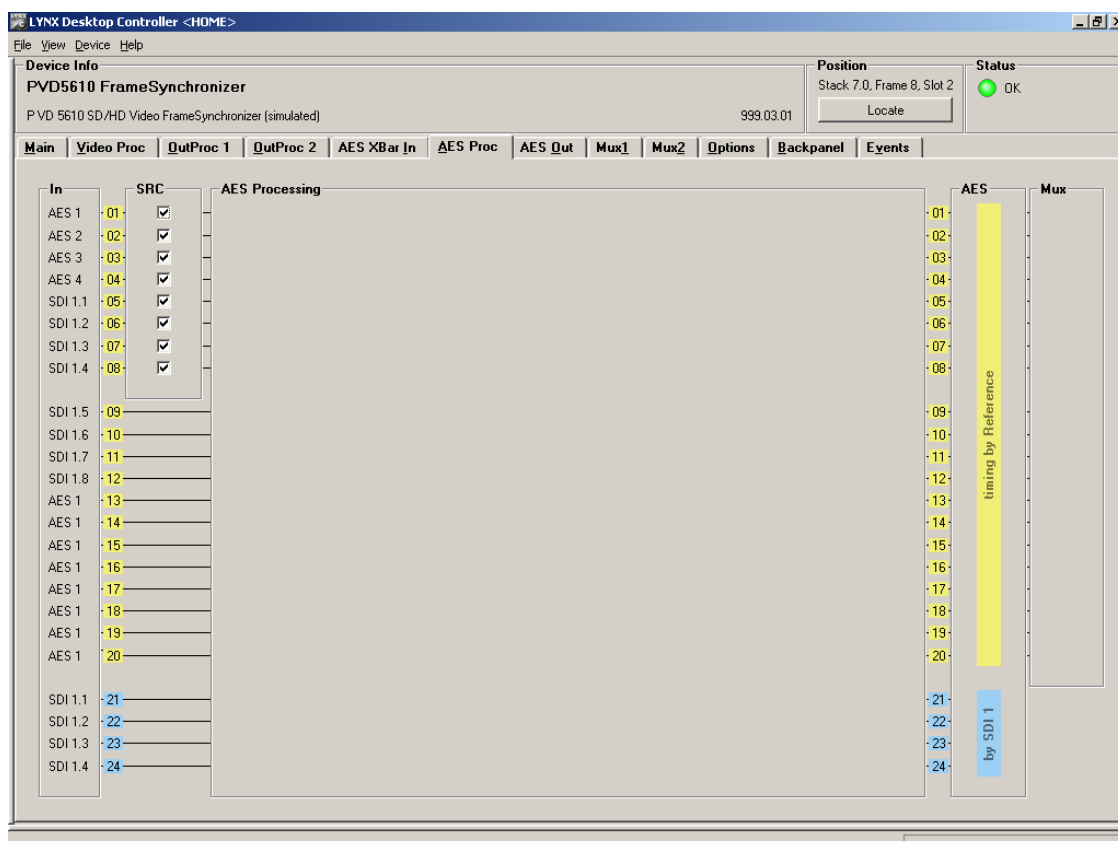 LYNX Desktop Controller <HOME>
File View Device Help
Device Info
Position
Status
PVD5610 FrameSynchronizer
Stack 7.0, Frame 8, Slot 2
OK
P VD 5610 SD/HD Video FrameSynchronizer (simulated)
999.03.01
Locate
Main Video Proc OutProc 1 OutProc 2 AES XBar In AES Proc AES Out Mux1 Mux2 Options Backpanel Events
In SRC AES Processing AES Mux
AES 1 01 01
AES 2 02 02
AES 3 03 03
AES 4 04 04
SDI 1.1 05 05
SDI 1.2 06 06
SDI 1.3 07 07
SDI 1.4 08 08
SDI 1.5 09 09
SDI 1.6 10 10
SDI 1.7 11 11
SDI 1.8 12 12
AES 1 13 13
AES 1 14 14
AES 1 15 15
AES 1 16 16
AES 1 17 17
AES 1 18 18
AES 1 19 19
AES 1 20 20
timing by Reference
SDI 1.1 21 21
SDI 1.2 22 22
SDI 1.3 23 23
SDI 1.4 24 24
by SDI 1